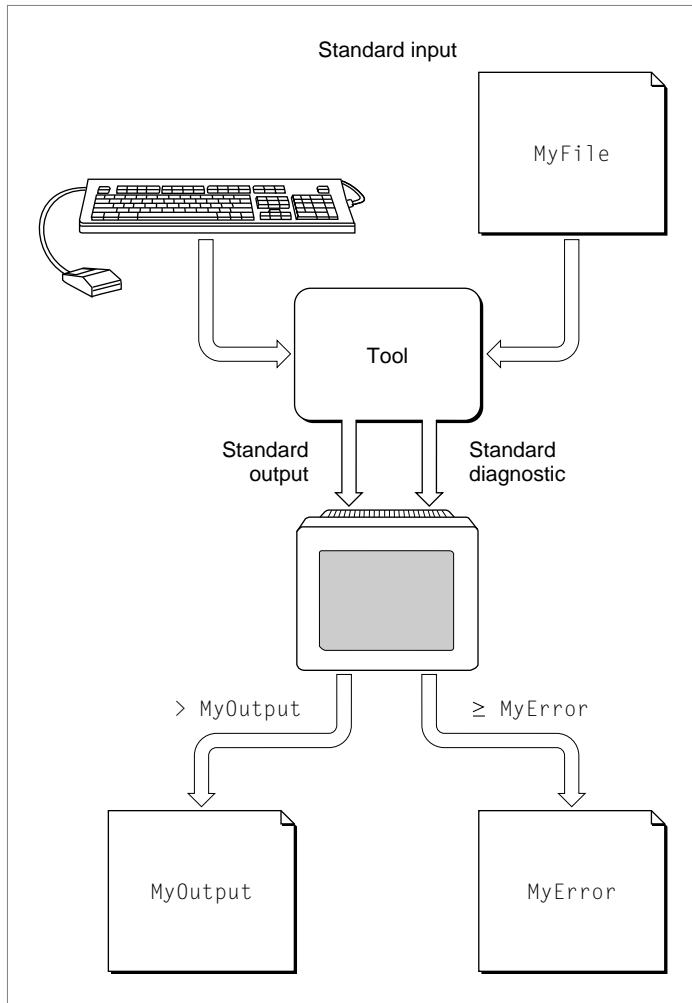 Standard input
MyFile
Tool
Standard
output
Standard
diagnostic
> MyOutput
≥ MyError
MyOutput
MyError